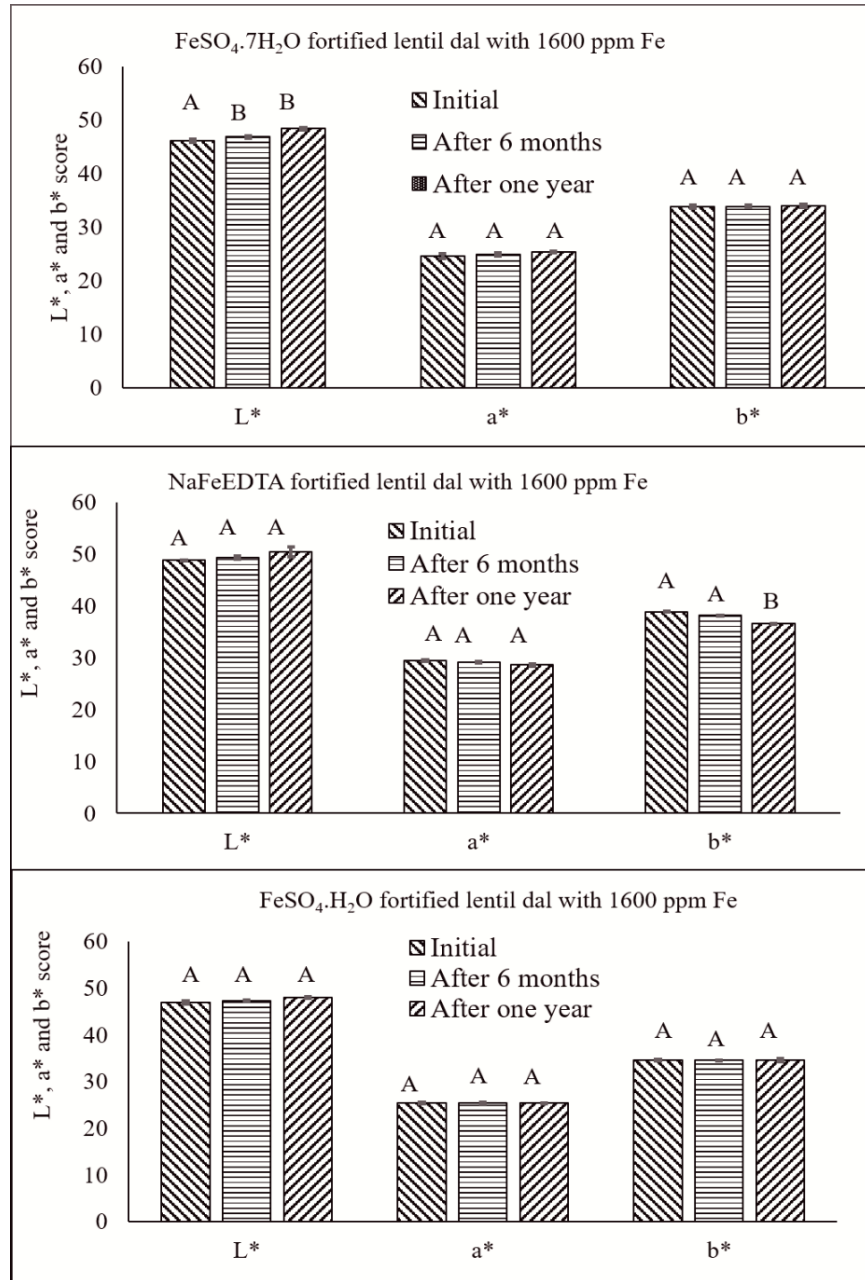 FeSO₄.7H₂O fortified lentil dal with 1600 ppm Fe
60
50
40
30
20
10
0
L*, a* and b* score
A B B
A A A
A A A
Initial
After 6 months
After one year
L* a* b*
NaFeEDTA fortified lentil dal with 1600 ppm Fe
60
50
40
30
20
10
0
L*, a* and b* score
A A A
A A A
A A B
Initial
After 6 months
After one year
L* a* b*
FeSO₄.H₂O fortified lentil dal with 1600 ppm Fe
60
50
40
30
20
10
0
L*, a* and b* score
A A A
A A A
A A A
Initial
After 6 months
After one year
L* a* b*